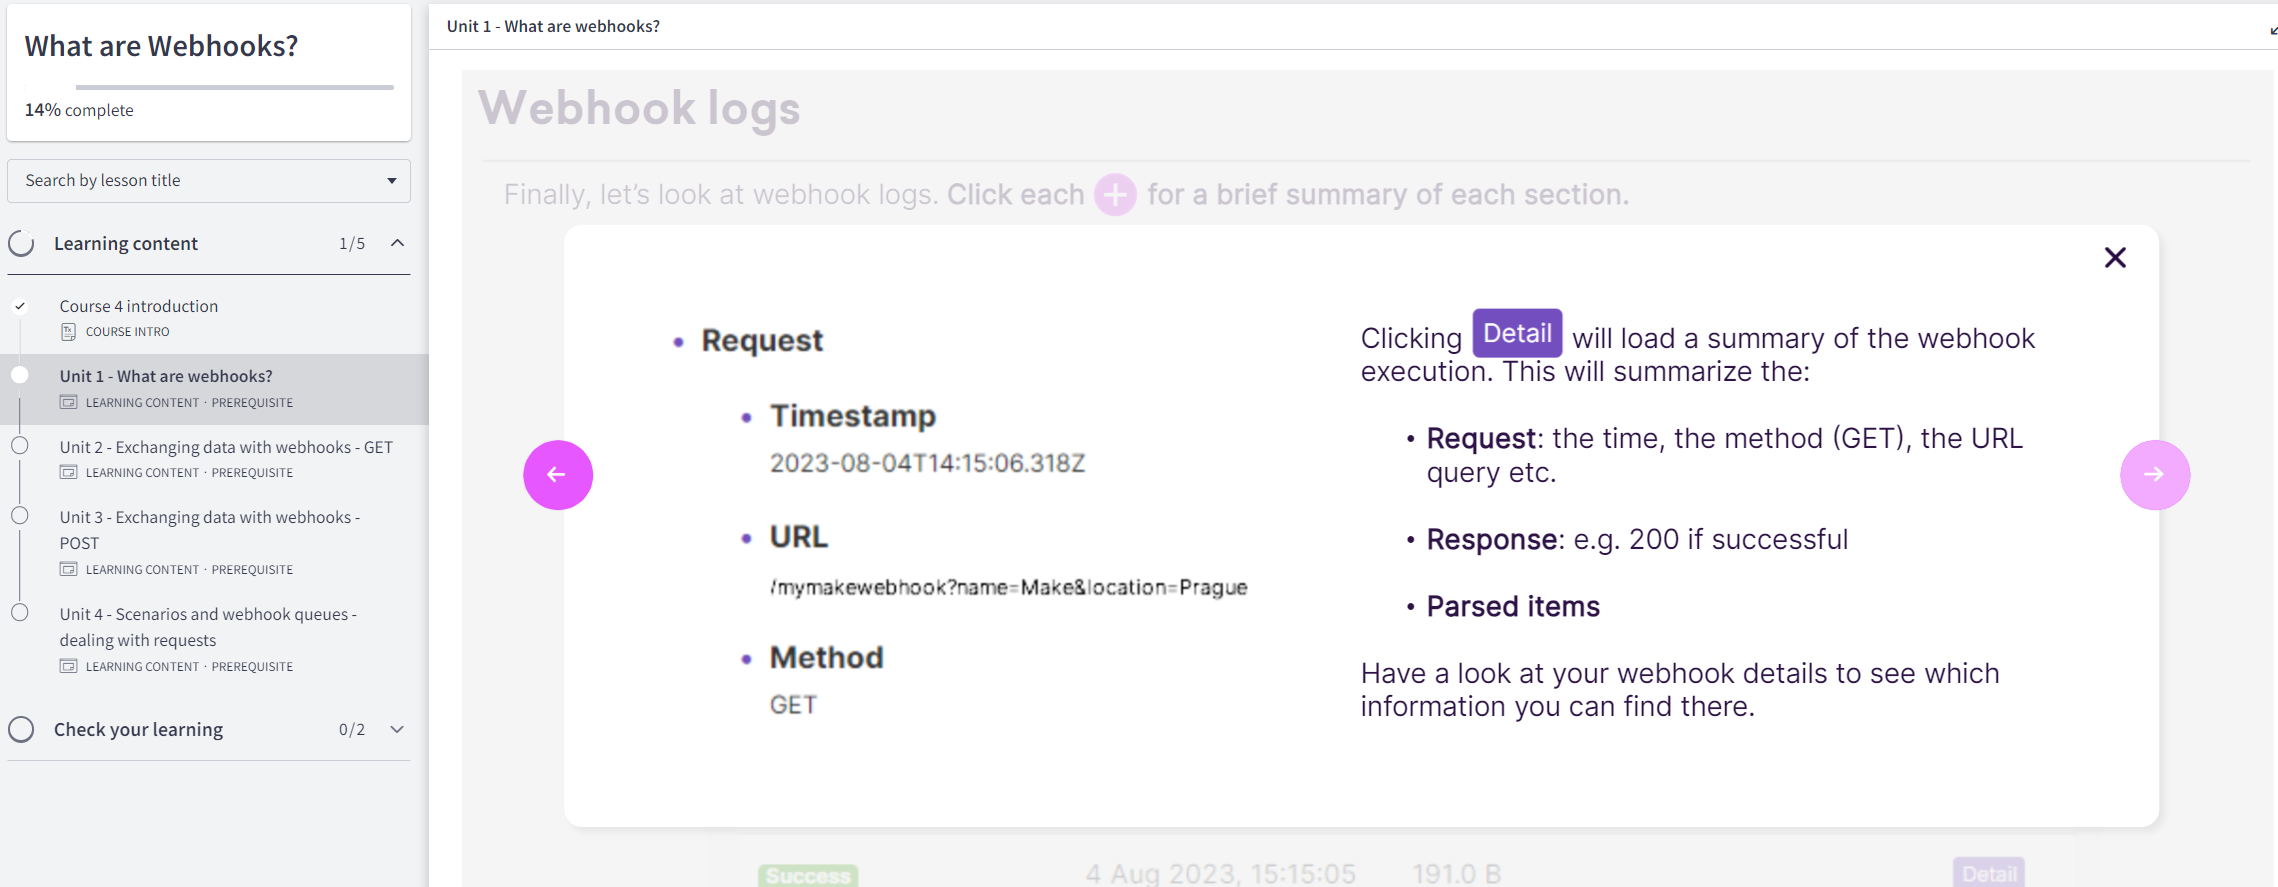 What are Webhooks?
14% complete
Search by lesson title
Learning content 1/5
Course 4 introduction
COURSE INTRO
Unit 1 - What are webhooks?
LEARNING CONTENT · PREREQUISITE
Unit 2 - Exchanging data with webhooks - GET
LEARNING CONTENT · PREREQUISITE
Unit 3 - Exchanging data with webhooks -
POST
LEARNING CONTENT · PREREQUISITE
Unit 4 - Scenarios and webhook queues -
dealing with requests
LEARNING CONTENT · PREREQUISITE
Check your learning 0/2
Unit 1 - What are webhooks?
Webhook logs
Finally, let's look at webhook logs. Click each + for a brief summary of each section.
• Request
• Timestamp
2023-08-04T14:15:06.318Z
• URL
/mymakewebhook?name=Make&location=Prague
• Method
GET
Clicking Detail will load a summary of the webhook
execution. This will summarize the:
• Request: the time, the method (GET), the URL
query etc.
• Response: e.g. 200 if successful
• Parsed items
Have a look at your webhook details to see which
information you can find there.
Success 4 Aug 2023, 15:15:05 191.0 B Detail